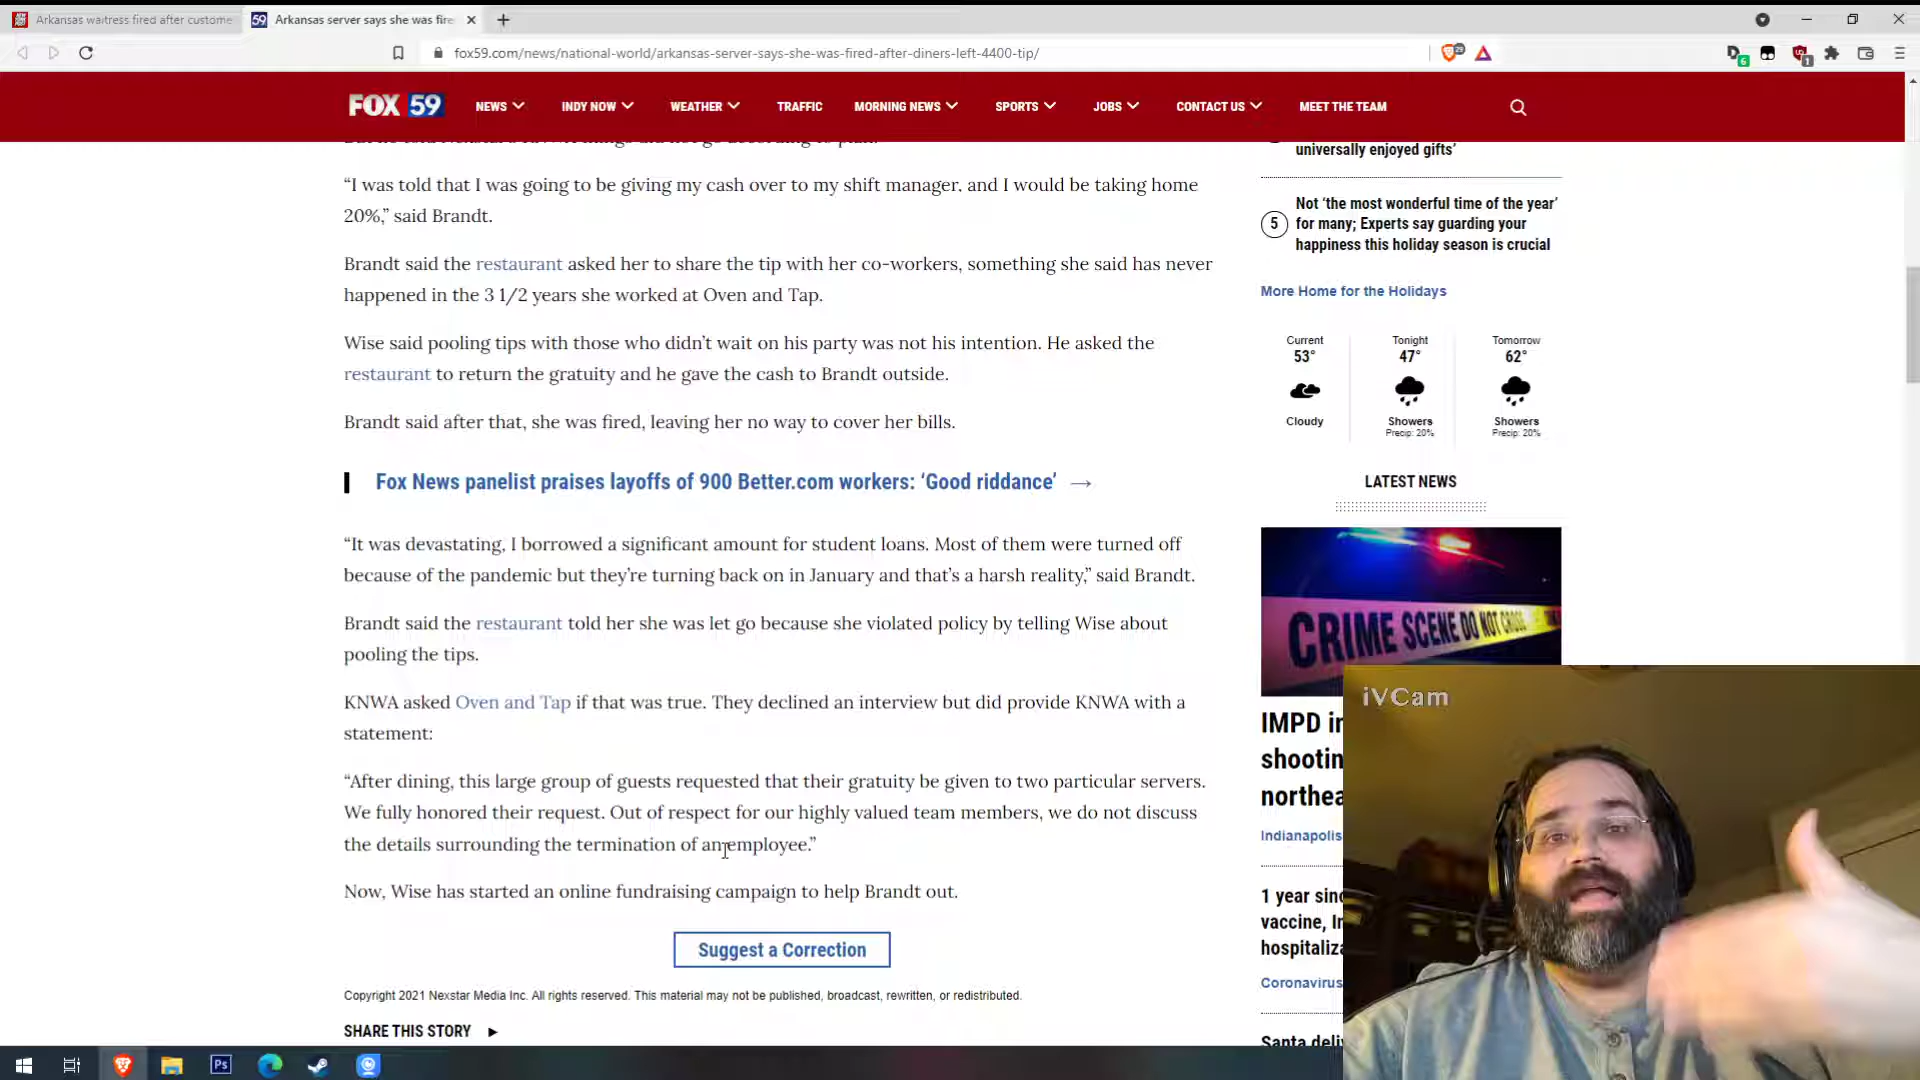 Arkansas waitress fired after custome
59 Arkansas server says she was fire
fox59.com/news/national-world/arkansas-server-says-she-was-fired-after-diners-left-4400-tip/
FOX 59 NEWS INDY NOW WEATHER TRAFFIC MORNING NEWS SPORTS JOBS CONTACT US MEET THE TEAM
“I was told that I was going to be giving my cash over to my shift manager, and I would be taking home
20%,” said Brandt.
Brandt said the restaurant asked her to share the tip with her co-workers, something she said has never
happened in the 3 1/2 years she worked at Oven and Tap.
Wise said pooling tips with those who didn’t wait on his party was not his intention. He asked the
restaurant to return the gratuity and he gave the cash to Brandt outside.
Brandt said after that, she was fired, leaving her no way to cover her bills.
Fox News panelist praises layoffs of 900 Better.com workers: ‘Good riddance’ →
“It was devastating, I borrowed a significant amount for student loans. Most of them were turned off
because of the pandemic but they’re turning back on in January and that’s a harsh reality,” said Brandt.
Brandt said the restaurant told her she was let go because she violated policy by telling Wise about
pooling the tips.
KNWA asked Oven and Tap if that was true. They declined an interview but did provide KNWA with a
statement:
“After dining, this large group of guests requested that their gratuity be given to two particular servers.
We fully honored their request. Out of respect for our highly valued team members, we do not discuss
the details surrounding the termination of an employee.”
Now, Wise has started an online fundraising campaign to help Brandt out.
Suggest a Correction
Copyright 2021 Nexstar Media Inc. All rights reserved. This material may not be published, broadcast, rewritten, or redistributed.
SHARE THIS STORY
universally enjoyed gifts’
5
Not ‘the most wonderful time of the year’
for many; Experts say guarding your
happiness this holiday season is crucial
More Home for the Holidays
Current Tonight Tomorrow
53° 47° 62°
Cloudy Showers Showers
Precip: 20% Precip: 20%
LATEST NEWS
CRIME SCENE DO NOT CROSS
IMPD in
shootin
northea
Indianapolis
1 year sinc
vaccine, In
hospitaliza
Coronavirus
Santa deli
iVCam
Ps